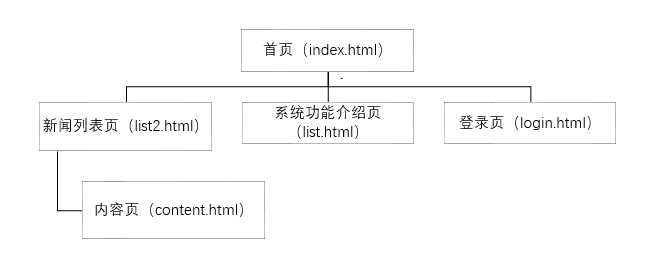 首页（index.html）
新闻列表页（list2.html）
系统功能介绍页
（list.html）
登录页（login.html）
内容页（content.html）